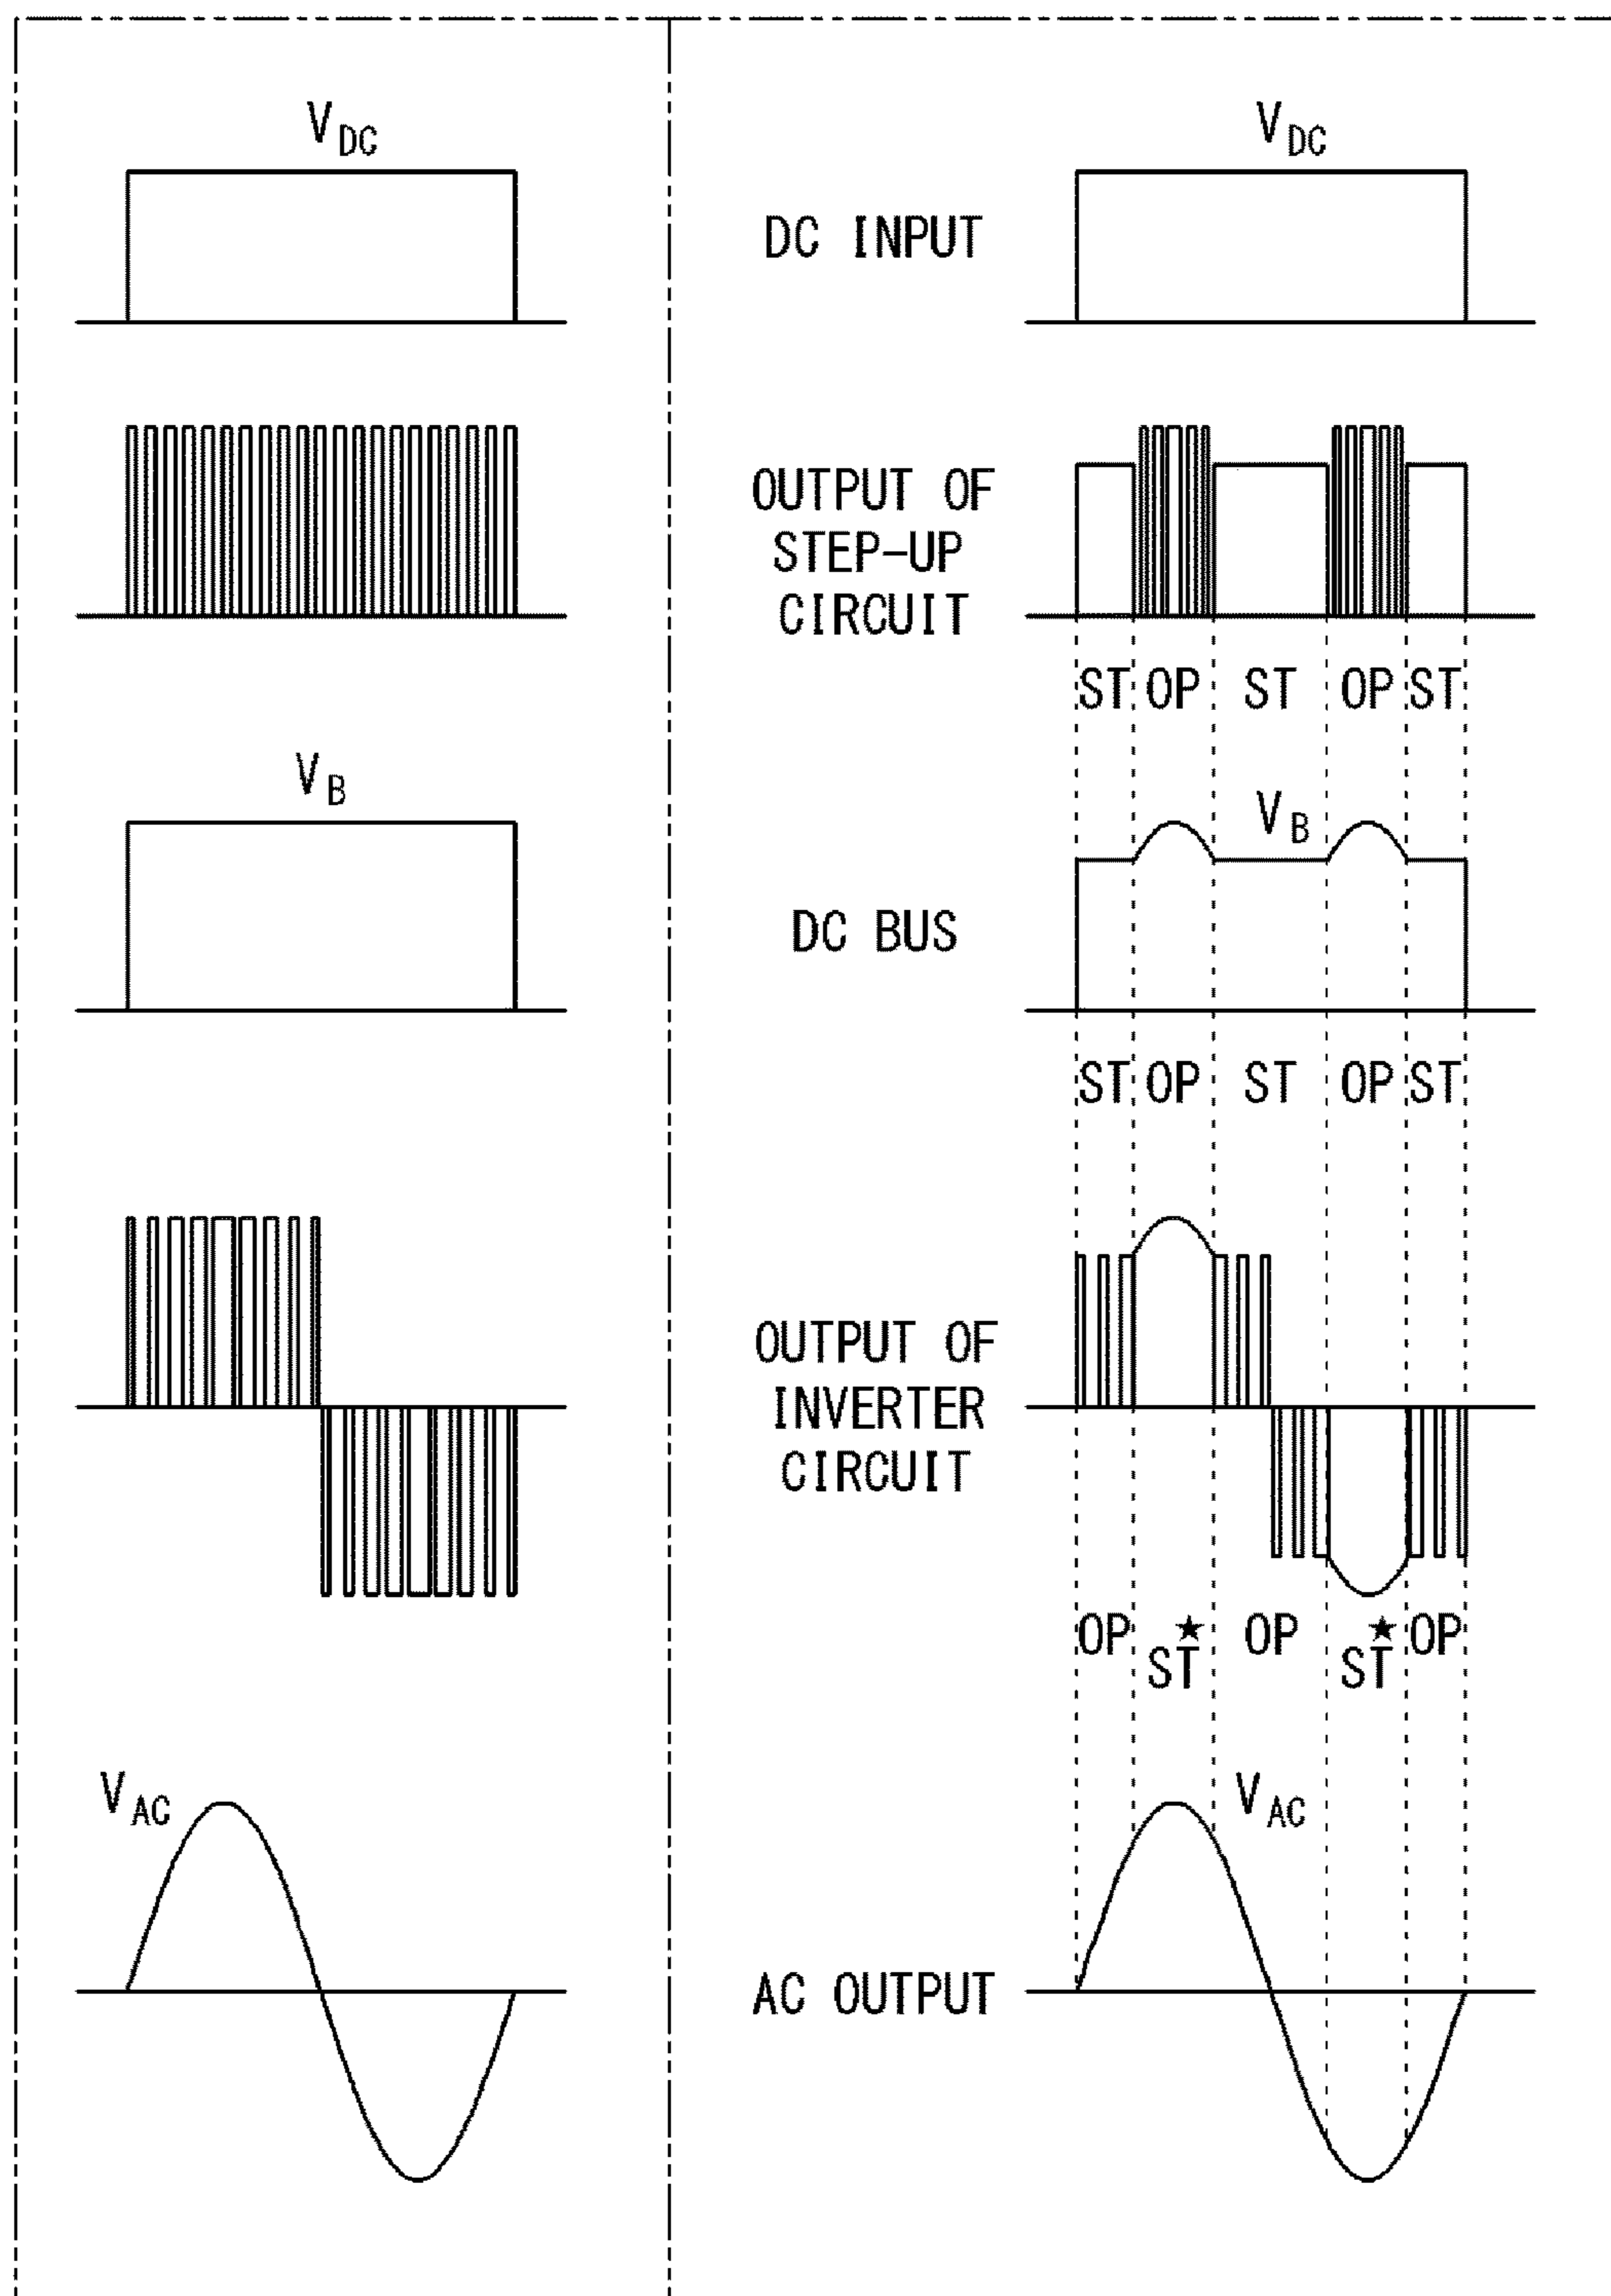 V_DC
V_DC
DC INPUT
OUTPUT OF
STEP-UP
CIRCUIT
ST OP ST OP ST
V_B
V_B
DC BUS
ST OP ST OP ST
OUTPUT OF
INVERTER
CIRCUIT
OP ST★ OP ST★ OP
V_AC
V_AC
AC OUTPUT